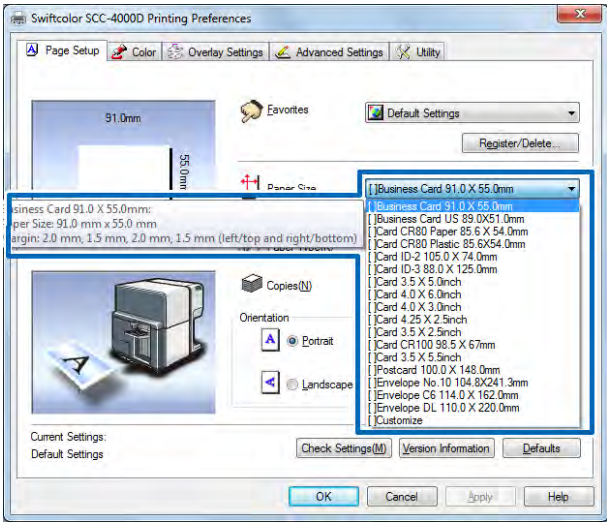 Swiftcolor SCC-4000D Printing Preferences
Page Setup Color Overlay Settings Advanced Settings Utility
91.0mm
55.0mm
Favorites
Default Settings
Register/Delete...
Paper Size
[ ]Business Card 91.0 X 55.0mm
usiness Card 91.0 X 55.0mm:
per Size: 91.0 mm x 55.0 mm
argin: 2.0 mm, 1.5 mm, 2.0 mm, 1.5 mm (left/top and right/bottom)
[ ]Business Card 91.0 X 55.0mm
[ ]Business Card US 89.0X51.0mm
[ ]Card CR80 Paper 85.6 X 54.0mm
[ ]Card CR80 Plastic 85.6X54.0mm
[ ]Card ID-2 105.0 X 74.0mm
[ ]Card ID-3 88.0 X 125.0mm
[ ]Card 3.5 X 5.0inch
[ ]Card 4.0 X 6.0inch
[ ]Card 4.0 X 3.0inch
[ ]Card 4.25 X 2.5inch
[ ]Card 3.5 X 2.5inch
[ ]Card CR100 98.5 X 67mm
[ ]Card 3.5 X 5.5inch
[ ]Postcard 100.0 X 148.0mm
[ ]Envelope No.10 104.8X241.3mm
[ ]Envelope C6 114.0 X 162.0mm
[ ]Envelope DL 110.0 X 220.0mm
[ ]Customize
Copies(N)
Orientation
A Portrait
A Landscape
Current Settings:
Default Settings
Check Settings(M) Version Information Defaults
OK Cancel Apply Help